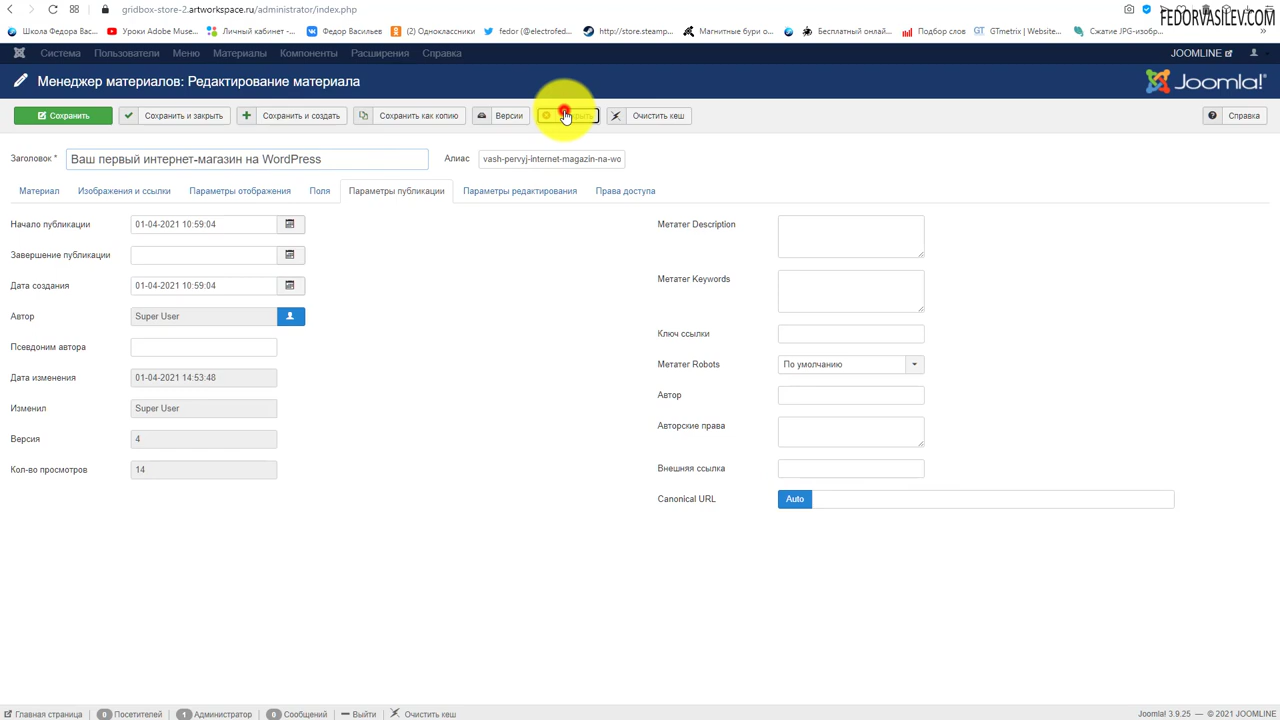 gridbox-store-2.artworkspace.ru/administrator/index.php
FEDORVASILEV.COM
Школа Федора Вас... Уроки Adobe Muse... Личный кабинет -... Федор Васильев (2) Одноклассники fedor (@electrofed... http://store.steamp... Магнитные бури о... Бесплатный онлай... Подбор слов GTmetrix | Website... Сжатие JPG-изобр...
Система Пользователи Меню Материалы Компоненты Расширения Справка JOOMLINE
Менеджер материалов: Редактирование материала Joomla!
Сохранить Сохранить и закрыть Сохранить и создать Сохранить как копию Версии Очистить кеш Справка
Заголовок * Ваш первый интернет-магазин на WordPress Алиас vash-pervyj-internet-magazin-na-wo
Материал Изображения и ссылки Параметры отображения Поля Параметры публикации Параметры редактирования Права доступа
Начало публикации 01-04-2021 10:59:04 Метатег Description
Завершение публикации
Метатег Keywords
Дата создания 01-04-2021 10:59:04
Автор Super User
Ключ ссылки
Псевдоним автора
Метатег Robots По умолчанию
Дата изменения 01-04-2021 14:53:48
Автор
Изменил Super User
Авторские права
Версия 4
Кол-во просмотров 14 Внешняя ссылка
Canonical URL Auto
Главная страница 0 Посетителей 1 Администратор 0 Сообщений Выйти Очистить кеш Joomla! 3.9.25 — © 2021 JOOMLINE